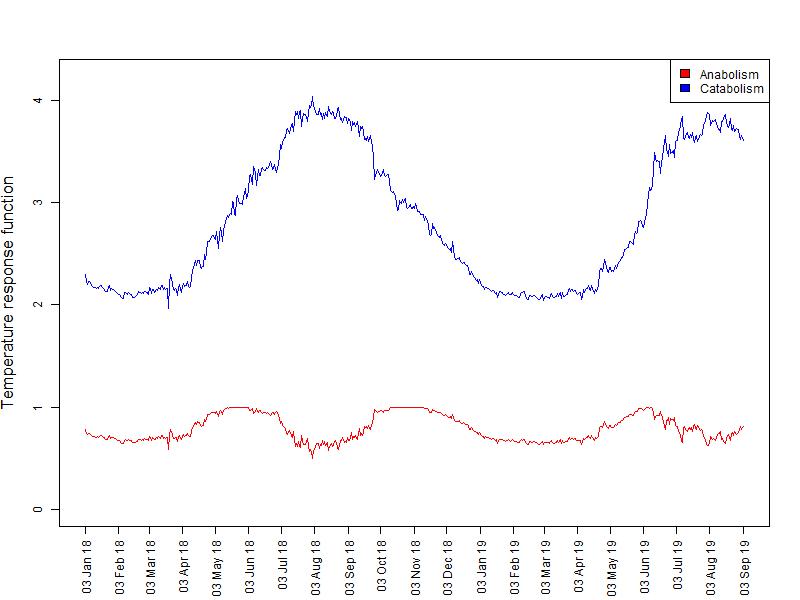 Anabolism
Catabolism
Temperature response function
4
3
2
1
0
03 Jan 18
03 Feb 18
03 Mar 18
03 Apr 18
03 May 18
03 Jun 18
03 Jul 18
03 Aug 18
03 Sep 18
03 Oct 18
03 Nov 18
03 Dec 18
03 Jan 19
03 Feb 19
03 Mar 19
03 Apr 19
03 May 19
03 Jun 19
03 Jul 19
03 Aug 19
03 Sep 19